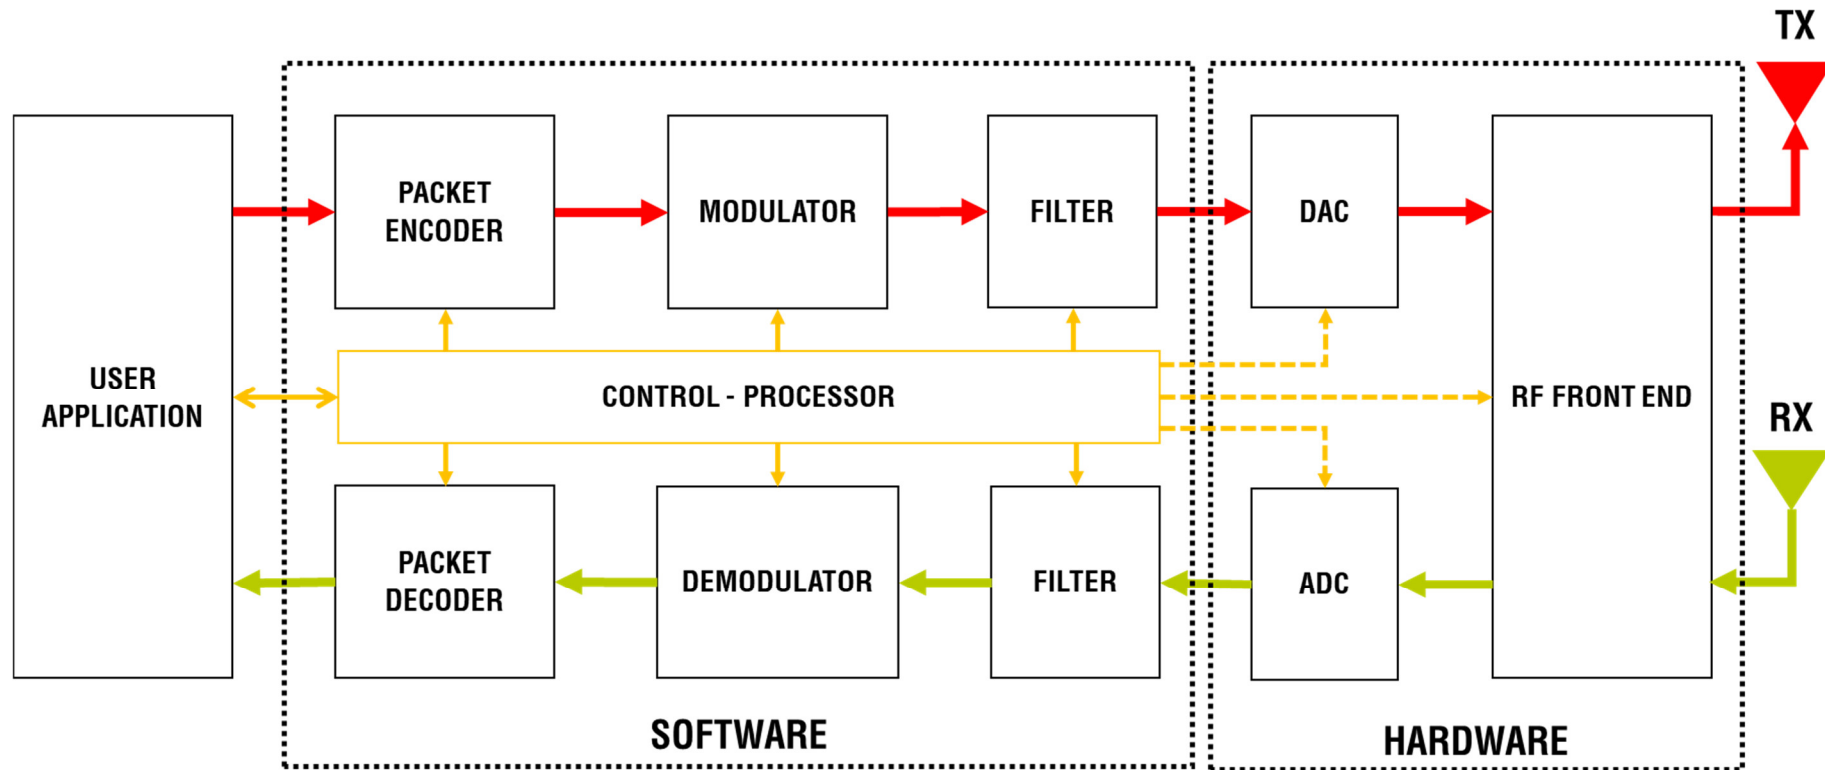 TX
PACKET
ENCODER
MODULATOR
FILTER
DAC
USER
APPLICATION
CONTROL - PROCESSOR
RF FRONT END
RX
PACKET
DECODER
DEMODULATOR
FILTER
ADC
SOFTWARE
HARDWARE